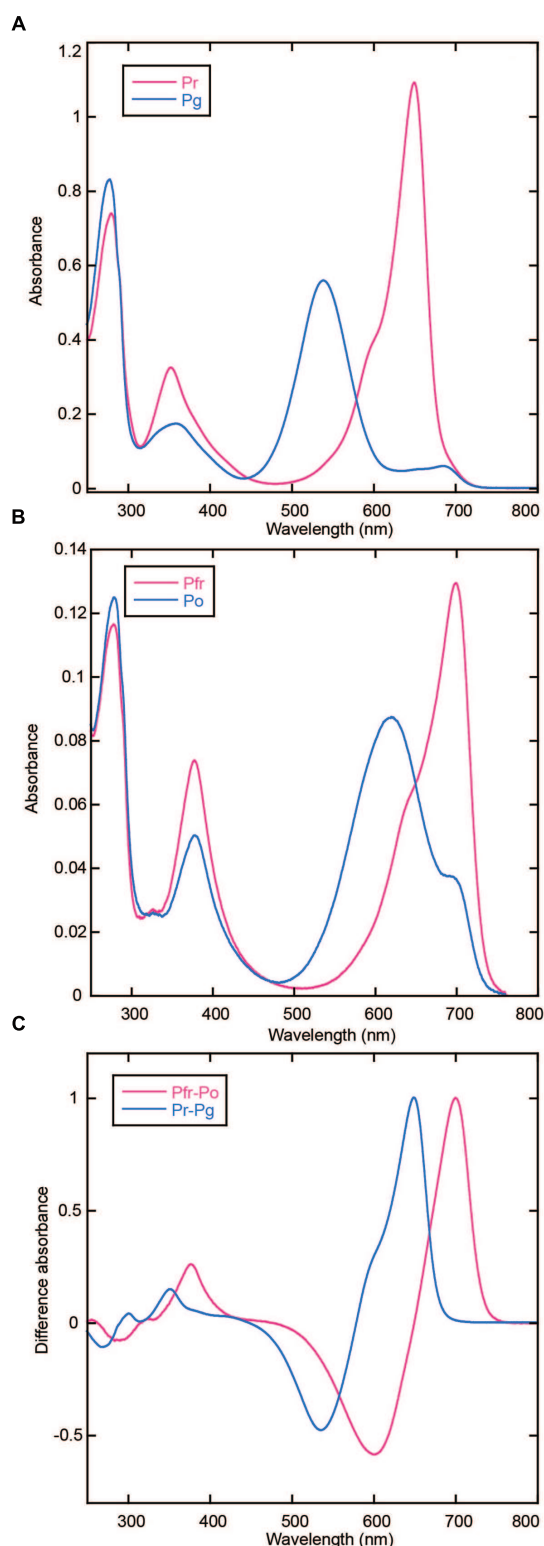 A
1.2
1
0.8
0.6
0.4
0.2
0
Absorbance
Pr
Pg
300 400 500 600 700 800
Wavelength (nm)
B
0.14
0.12
0.1
0.08
0.06
0.04
0.02
0
Absorbance
Pfr
Po
300 400 500 600 700 800
Wavelength (nm)
C
1
0.5
0
-0.5
Difference absorbance
Pfr-Po
Pr-Pg
300 400 500 600 700 800
Wavelength (nm)